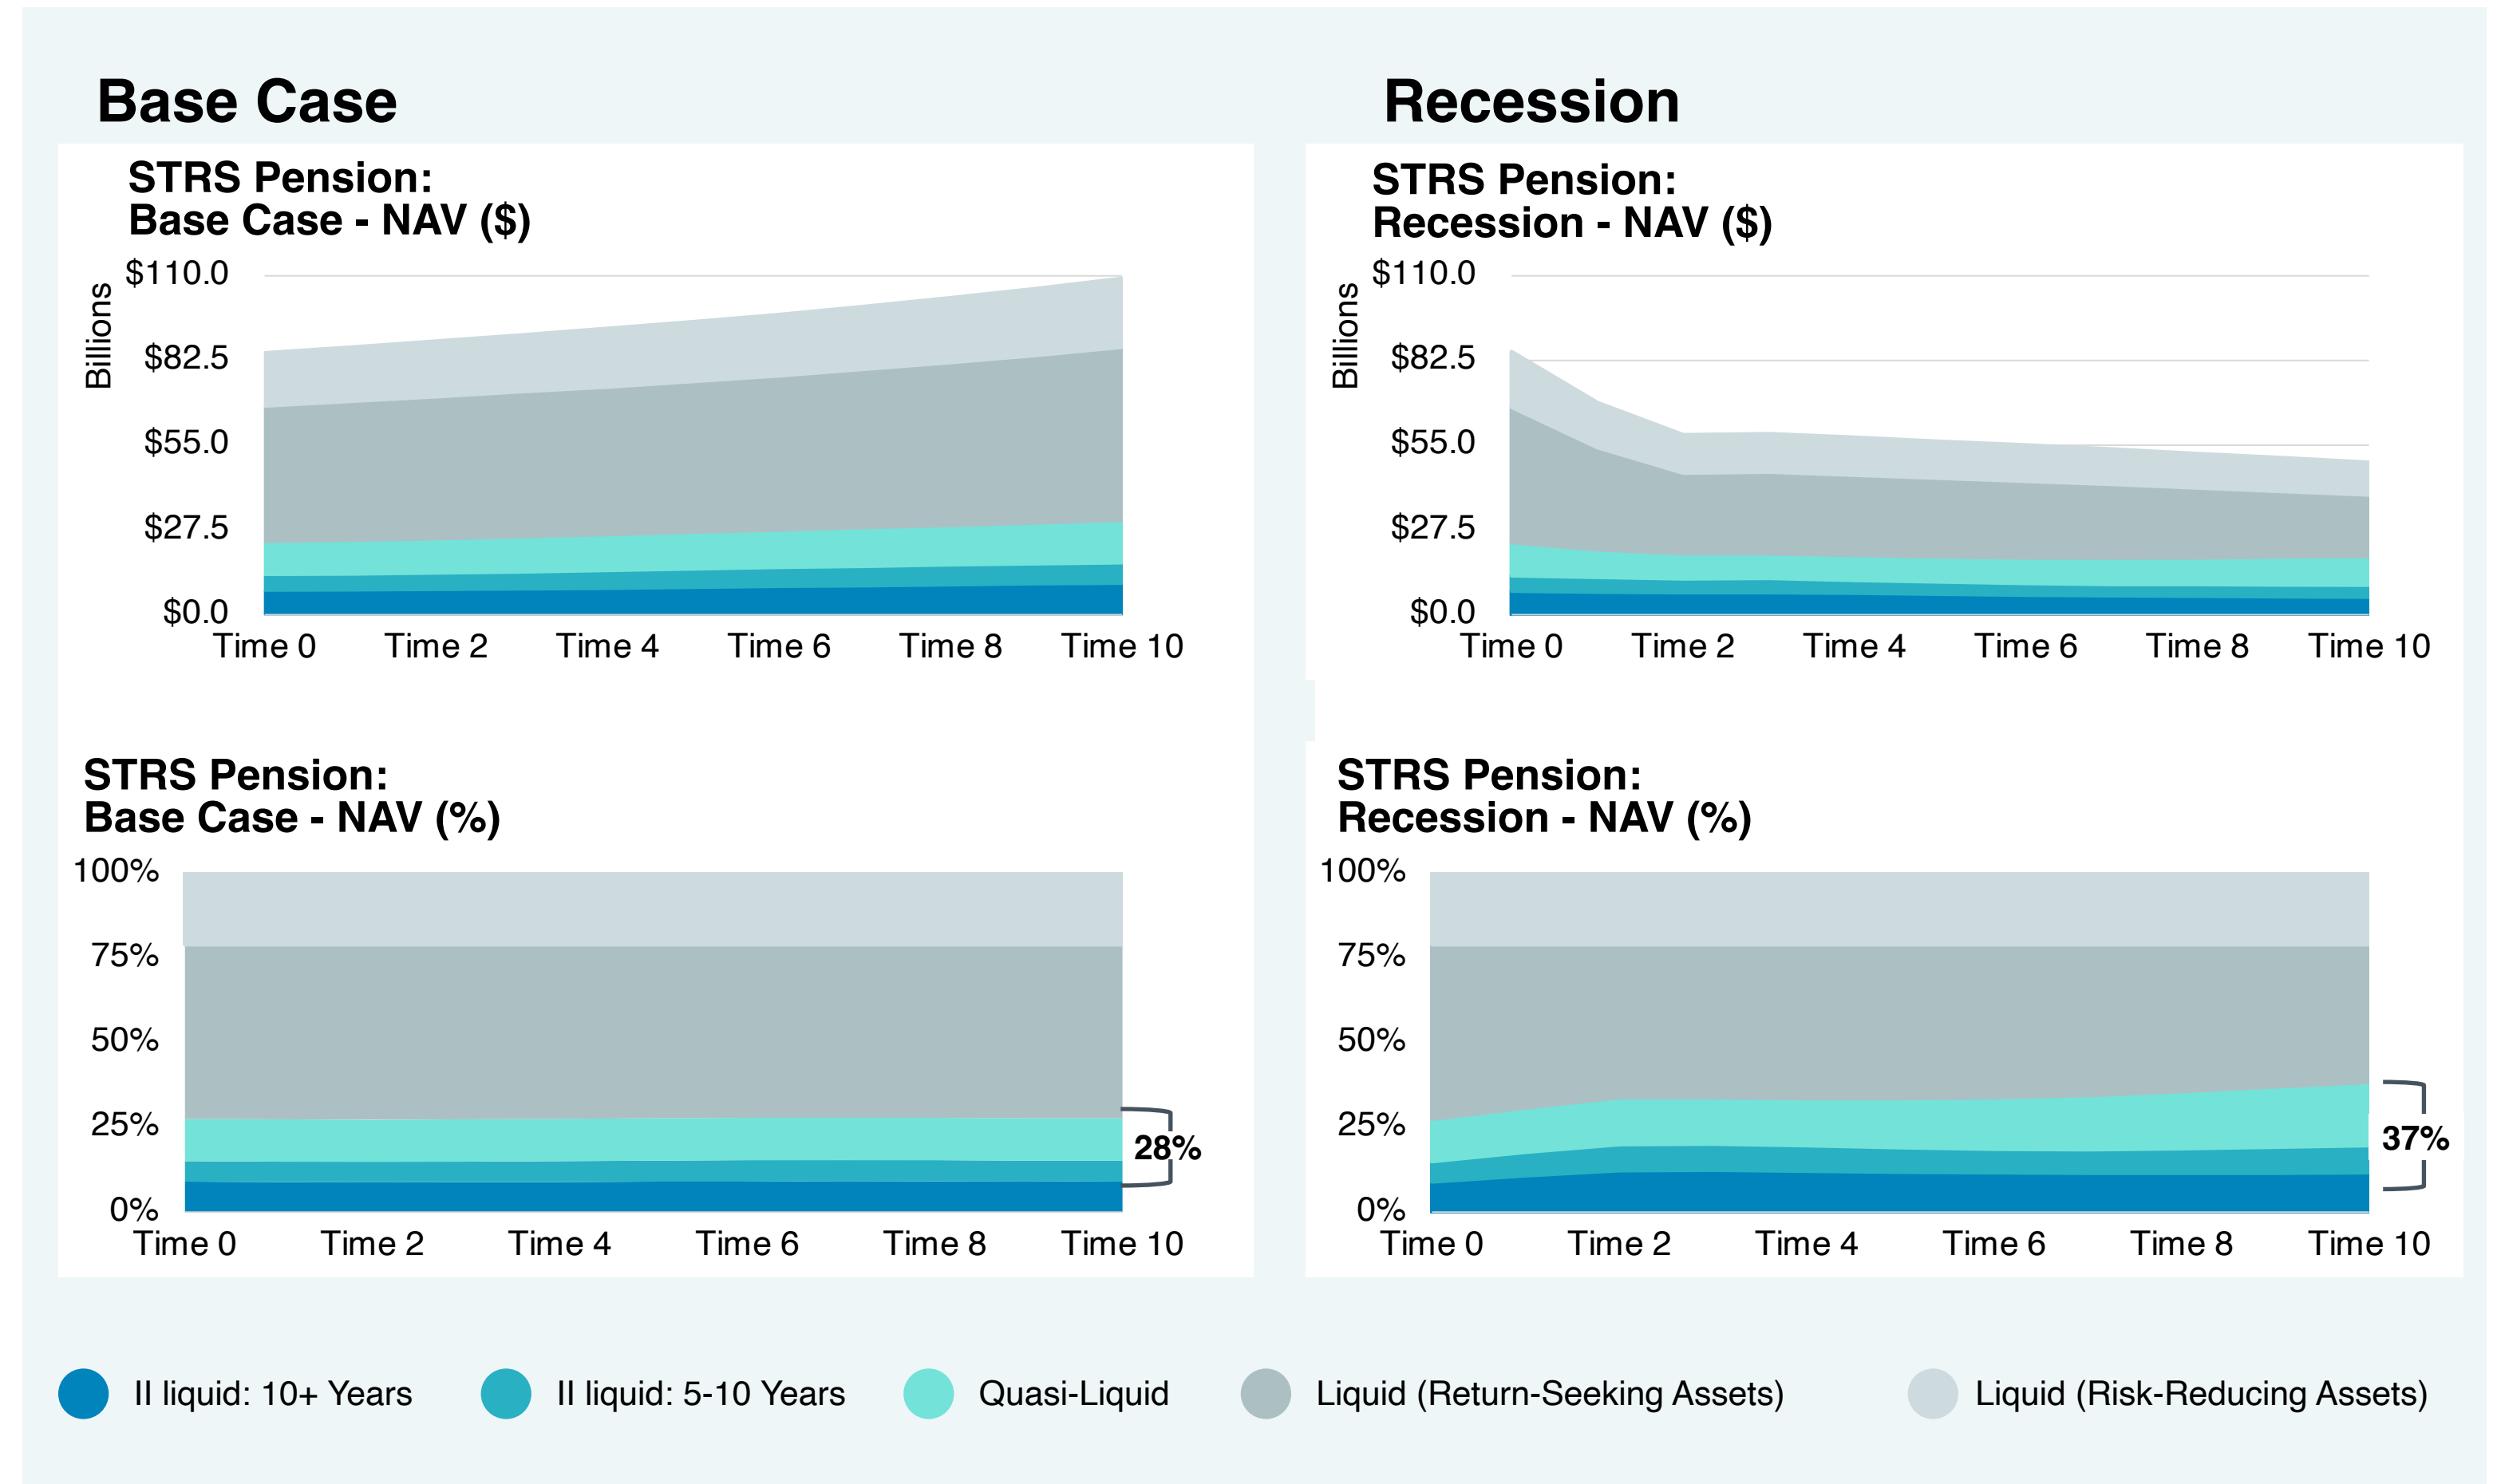 Base Case
STRS Pension:
Base Case - NAV ($)
Billions
$110.0
$82.5
$55.0
$27.5
$0.0
Time 0 Time 2 Time 4 Time 6 Time 8 Time 10
STRS Pension:
Base Case - NAV (%)
100%
75%
50%
25%
0%
28%
Time 0 Time 2 Time 4 Time 6 Time 8 Time 10
Recession
STRS Pension:
Recession - NAV ($)
Billions
$110.0
$82.5
$55.0
$27.5
$0.0
Time 0 Time 2 Time 4 Time 6 Time 8 Time 10
STRS Pension:
Recession - NAV (%)
100%
75%
50%
25%
0%
37%
Time 0 Time 2 Time 4 Time 6 Time 8 Time 10
II liquid: 10+ Years II liquid: 5-10 Years Quasi-Liquid Liquid (Return-Seeking Assets) Liquid (Risk-Reducing Assets)